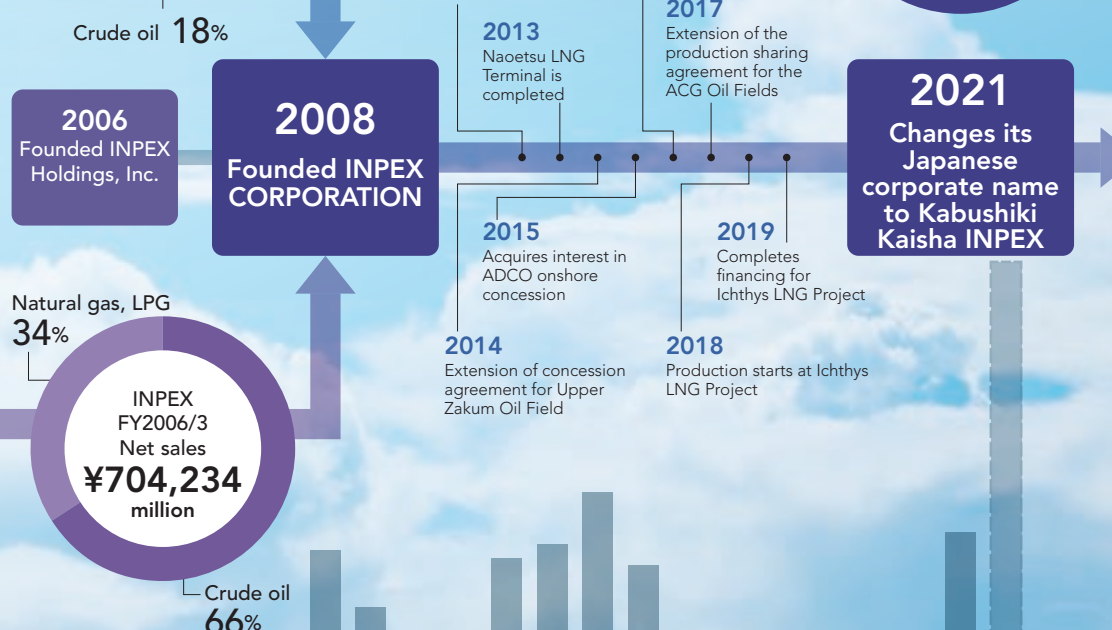 Crude oil 18%
2006
Founded INPEX
Holdings, Inc.
2008
Founded INPEX
CORPORATION
2013
Naoetsu LNG
Terminal is
completed
2017
Extension of the
production sharing
agreement for the
ACG Oil Fields
2021
Changes its
Japanese
corporate name
to Kabushiki
Kaisha INPEX
2015
Acquires interest in
ADCO onshore
concession
2019
Completes
financing for
Ichthys LNG Project
2014
Extension of concession
agreement for Upper
Zakum Oil Field
2018
Production starts at Ichthys
LNG Project
Natural gas, LPG
34%
INPEX
FY2006/3
Net sales
¥704,234
million
Crude oil
66%